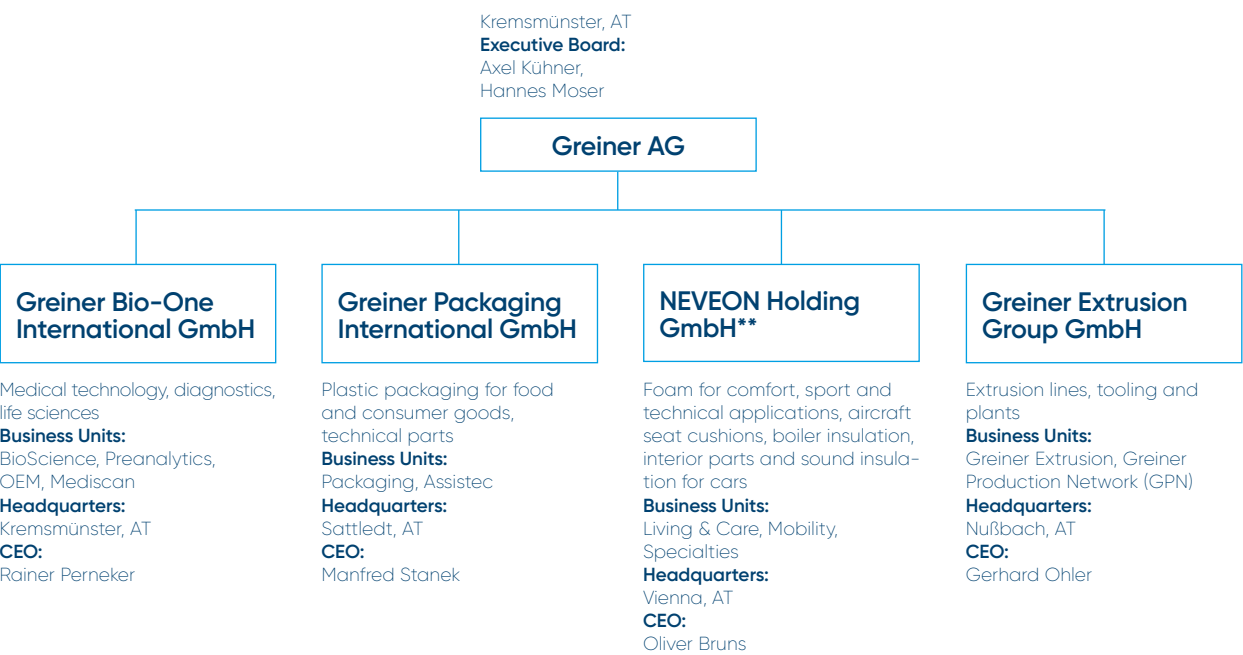 Kremsmünster, AT
Executive Board:
Axel Kühner,
Hannes Moser
Greiner AG
Greiner Bio-One
International GmbH
Medical technology, diagnostics,
life sciences
Business Units:
BioScience, Preanalytics,
OEM, Mediscan
Headquarters:
Kremsmünster, AT
CEO:
Rainer Perneker
Greiner Packaging
International GmbH
Plastic packaging for food
and consumer goods,
technical parts
Business Units:
Packaging, Assistec
Headquarters:
Sattledt, AT
CEO:
Manfred Stanek
NEVEON Holding
GmbH**
Foam for comfort, sport and
technical applications, aircraft
seat cushions, boiler insulation,
interior parts and sound insula-
tion for cars
Business Units:
Living & Care, Mobility,
Specialties
Headquarters:
Vienna, AT
CEO:
Oliver Bruns
Greiner Extrusion
Group GmbH
Extrusion lines, tooling and
plants
Business Units:
Greiner Extrusion, Greiner
Production Network (GPN)
Headquarters:
Nußbach, AT
CEO:
Gerhard Ohler